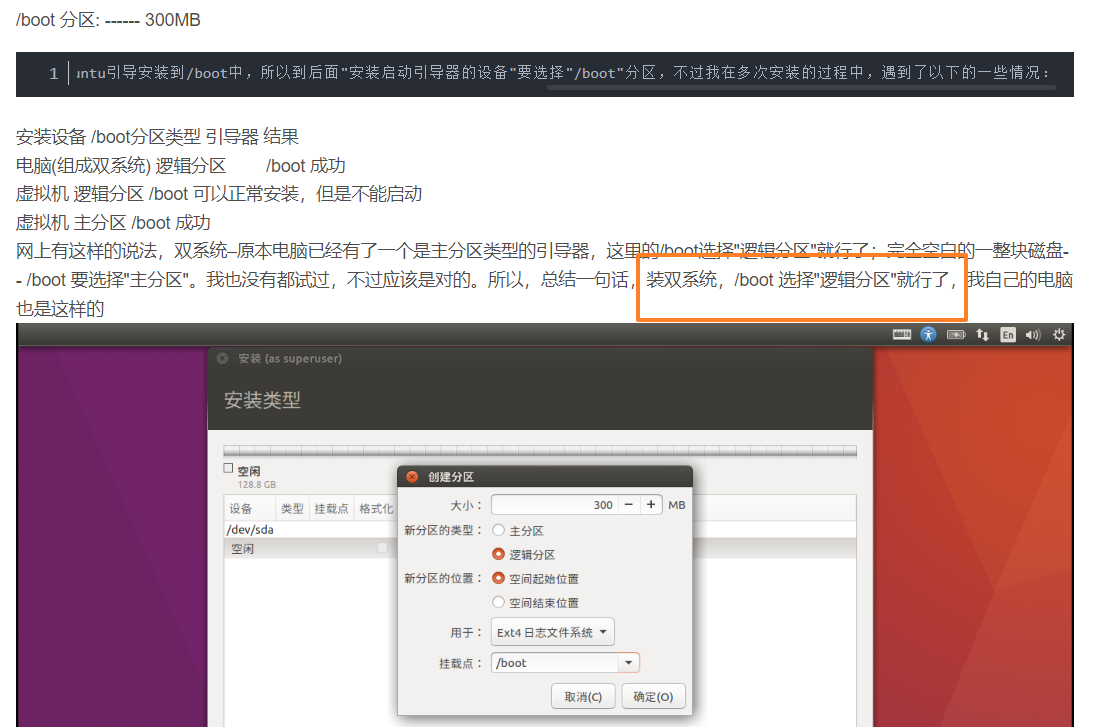 /boot 分区: ------ 300MB
1 untu引导安装到/boot中，所以到后面"安装启动引导器的设备"要选择"/boot"分区，不过我在多次安装的过程中，遇到了以下的一些情况：
安装设备 /boot分区类型 引导器 结果
电脑(组成双系统) 逻辑分区 /boot 成功
虚拟机 逻辑分区 /boot 可以正常安装，但是不能启动
虚拟机 主分区 /boot 成功
网上有这样的说法，双系统–原本电脑已经有了一个是主分区类型的引导器，这里的/boot选择"逻辑分区"就行了；完全空白的一整块磁盘-
- /boot 要选择"主分区"。我也没有都试过，不过应该是对的。所以，总结一句话，装双系统，/boot 选择"逻辑分区"就行了，我自己的电脑
也是这样的
En
安装 (as superuser)
安装类型
空闲
128.8 GB
设备 类型 挂载点 格式化
/dev/sda
空闲
创建分区
大小： 300 − + MB
新分区的类型： 主分区
逻辑分区
新分区的位置： 空间起始位置
空间结束位置
用于： Ext4 日志文件系统
挂载点： /boot
取消(C) 确定(O)